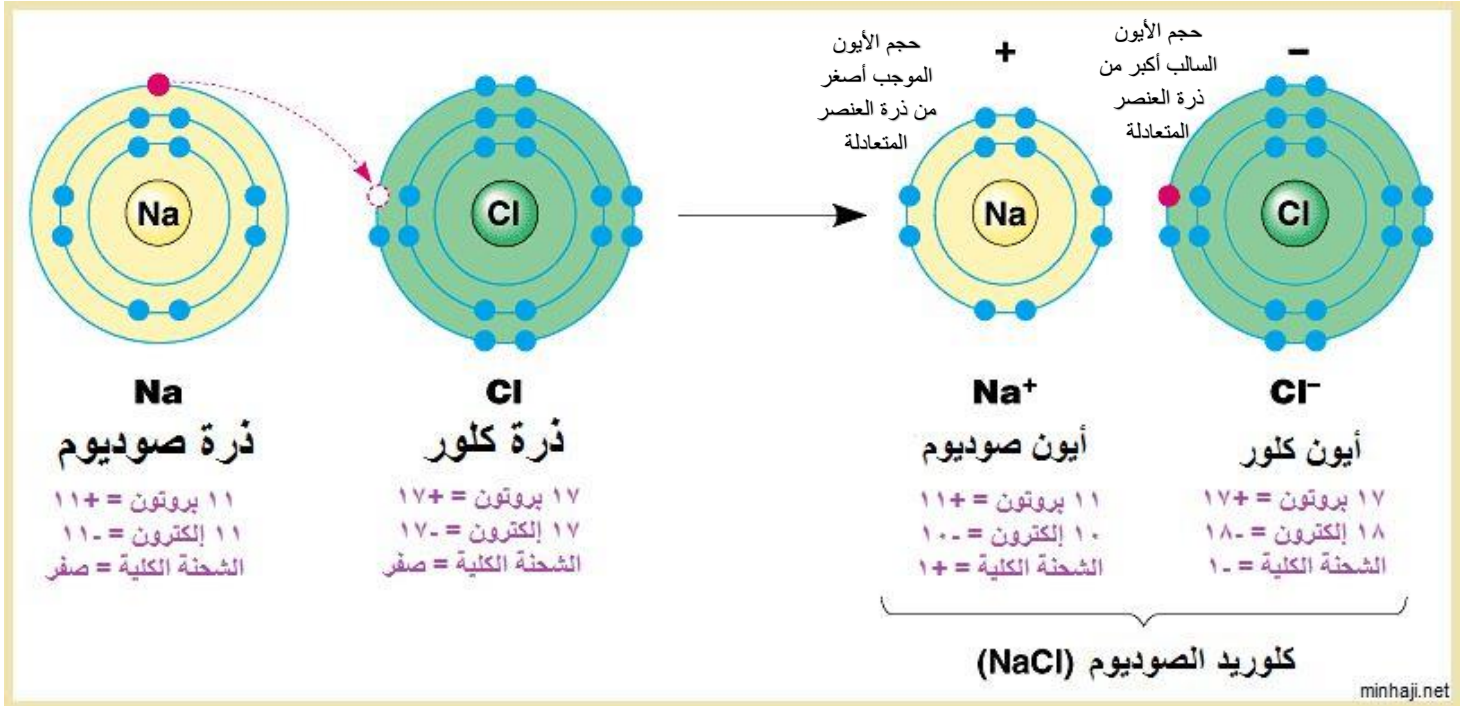 Na
Cl
Na
Cl
حجم الأيون
الموجب أصغر
من ذرة العنصر
المتعادلة
+
حجم الأيون
السالب أكبر من
ذرة العنصر
المتعادلة
−
Na
ذرة صوديوم
١١ بروتون = +١١
١١ إلكترون = -١١
الشحنة الكلية = صفر
Cl
ذرة كلور
١٧ بروتون = +١٧
١٧ إلكترون = -١٧
الشحنة الكلية = صفر
Na⁺
أيون صوديوم
١١ بروتون = +١١
١٠ إلكترون = -١٠
الشحنة الكلية = +١
Cl⁻
أيون كلور
١٧ بروتون = +١٧
١٨ إلكترون = -١٨
الشحنة الكلية = -١
كلوريد الصوديوم (NaCl)
minhaji.net